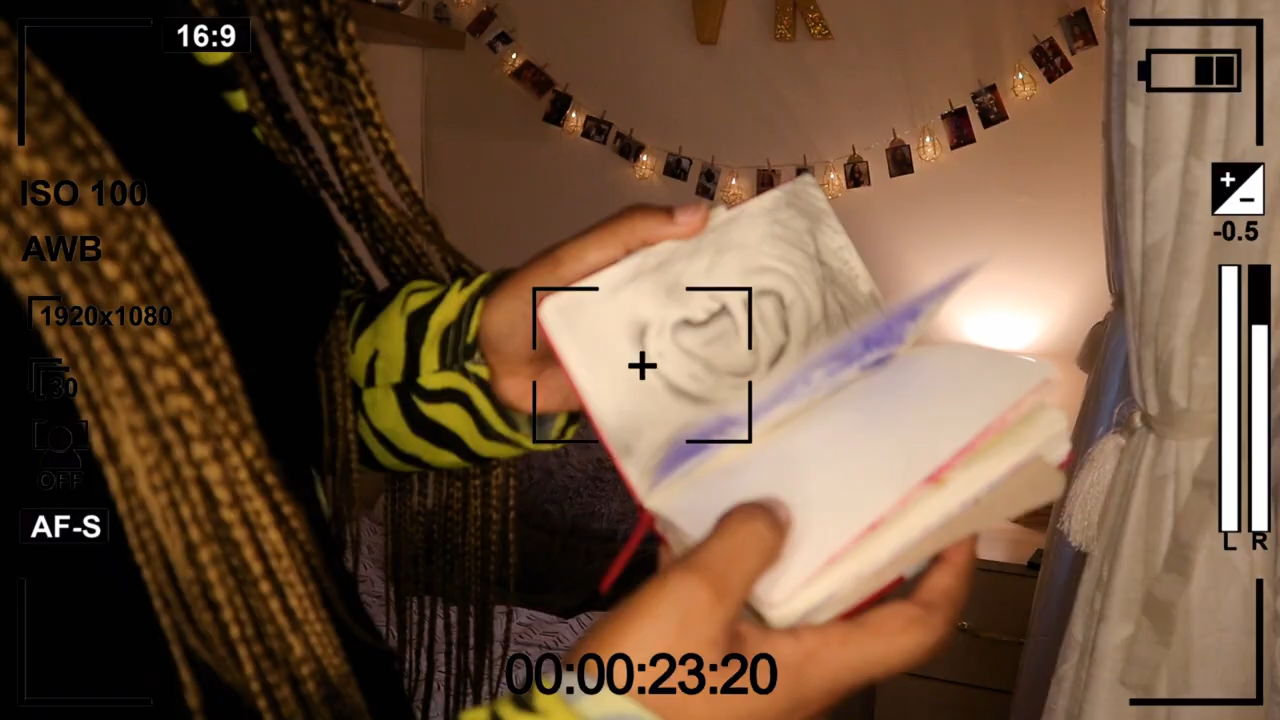 16:9
ISO 100
AWB
1920x1080
30
OFF
AF-S
K
+
-
-0.5
L R
00:00:23:20